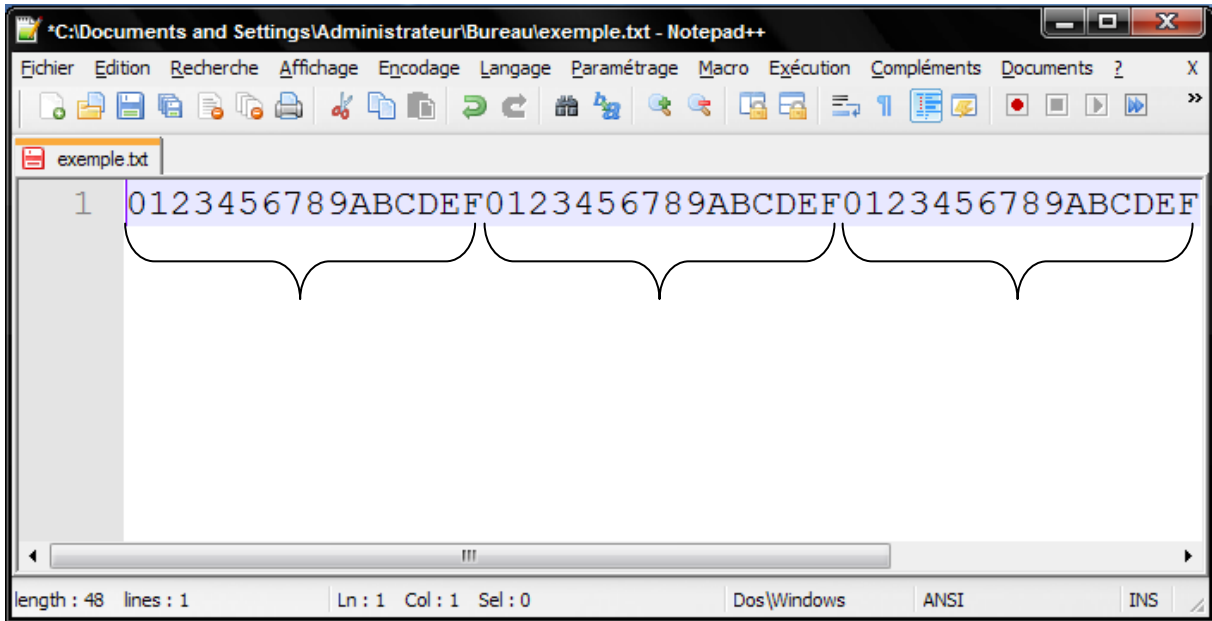 *C:\Documents and Settings\Administrateur\Bureau\exemple.txt - Notepad++
Fichier Edition Recherche Affichage Encodage Langage Paramétrage Macro Exécution Compléments Documents ? X
exemple.txt
1 0123456789ABCDEF0123456789ABCDEF0123456789ABCDEF
length : 48 lines : 1 Ln : 1 Col : 1 Sel : 0 Dos\Windows ANSI INS